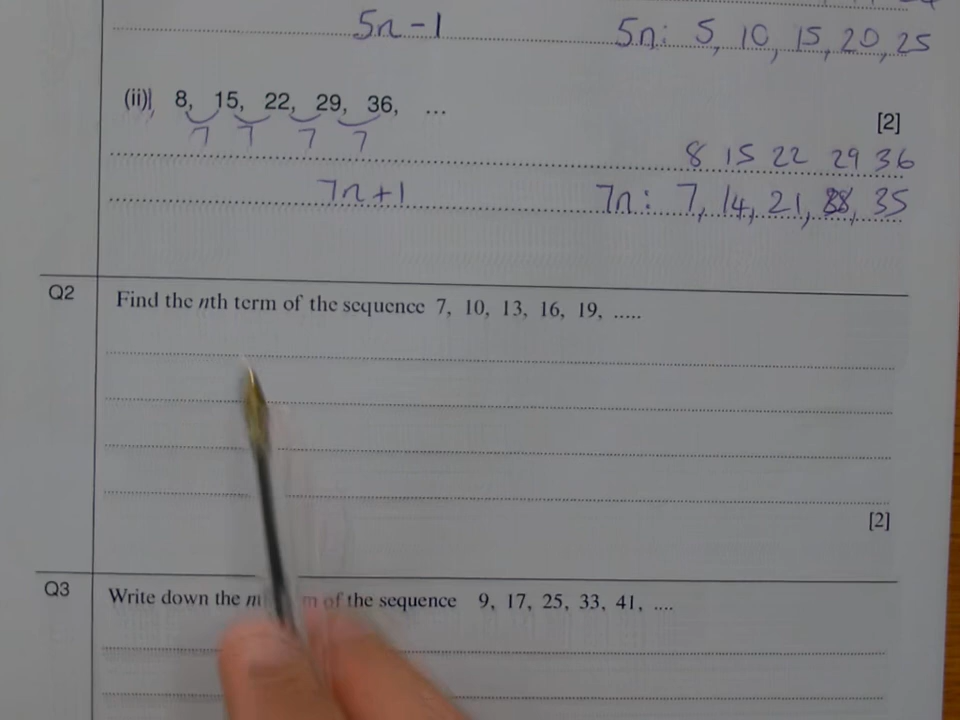 5n - 1 5n: 5, 10, 15, 20, 25
(ii) 8, 15, 22, 29, 36, ...
[2]
7 7 7 7
8 15 22 29 36
7n + 1 7n: 7, 14, 21, 28, 35
Q2 Find the nth term of the sequence 7, 10, 13, 16, 19, .....
[2]
Q3 Write down the of the sequence 9, 17, 25, 33, 41, ....